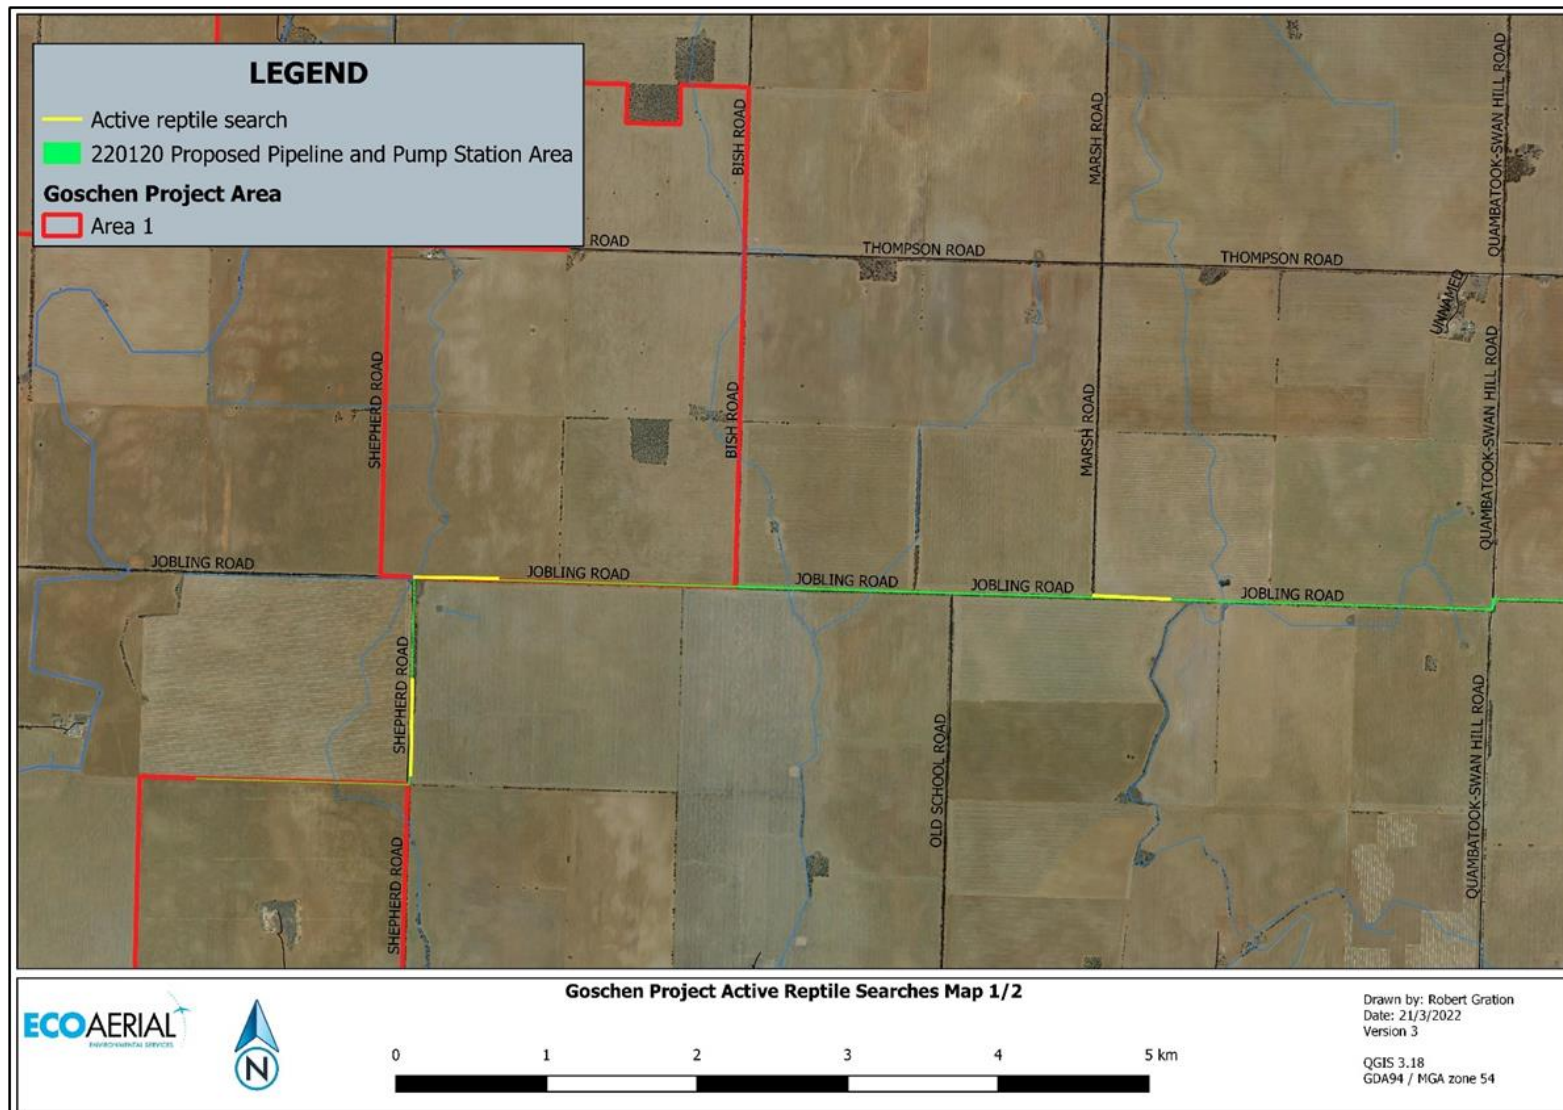 LEGEND
Active reptile search
220120 Proposed Pipeline and Pump Station Area
Goschen Project Area
Area 1
BISH ROAD
MARSH ROAD
QUAMBATOOK-SWAN HILL ROAD
ROAD
THOMPSON ROAD
THOMPSON ROAD
UNNAMED
SHEPHERD ROAD
BISH ROAD
MARSH ROAD
QUAMBATOOK-SWAN HILL ROAD
JOBLING ROAD
JOBLING ROAD
JOBLING ROAD
JOBLING ROAD
JOBLING ROAD
SHEPHERD ROAD
OLD SCHOOL ROAD
QUAMBATOOK-SWAN HILL ROAD
SHEPHERD ROAD
Goschen Project Active Reptile Searches Map 1/2
ECOAERIAL
ENVIRONMENTAL SERVICES
N
0 1 2 3 4 5 km
Drawn by: Robert Gration
Date: 21/3/2022
Version 3
QGIS 3.18
GDA94 / MGA zone 54